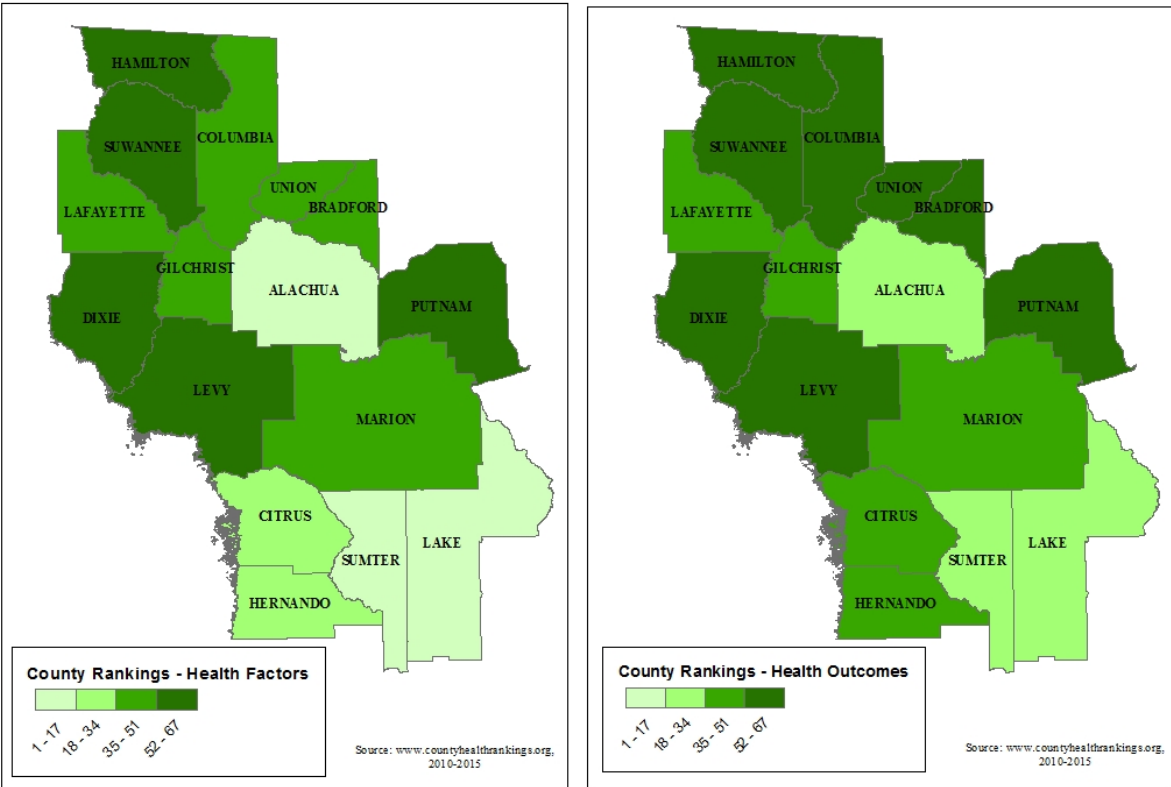 HAMILTON
COLUMBIA
SUWANNEE
UNION
BRADFORD
LAFAYETTE
GILCHRIST
ALACHUA
PUTNAM
DIXIE
LEVY
MARION
CITRUS
LAKE
SUMTER
HERNANDO
County Rankings - Health Factors
1 - 17
18 - 34
35 - 51
52 - 67
Source: www.countyhealthrankings.org,
2010-2015
HAMILTON
COLUMBIA
SUWANNEE
UNION
BRADFORD
LAFAYETTE
GILCHRIST
ALACHUA
PUTNAM
DIXIE
LEVY
MARION
CITRUS
LAKE
SUMTER
HERNANDO
County Rankings - Health Outcomes
1 - 17
18 - 34
35 - 51
52 - 67
Source: www.countyhealthrankings.org,
2010-2015